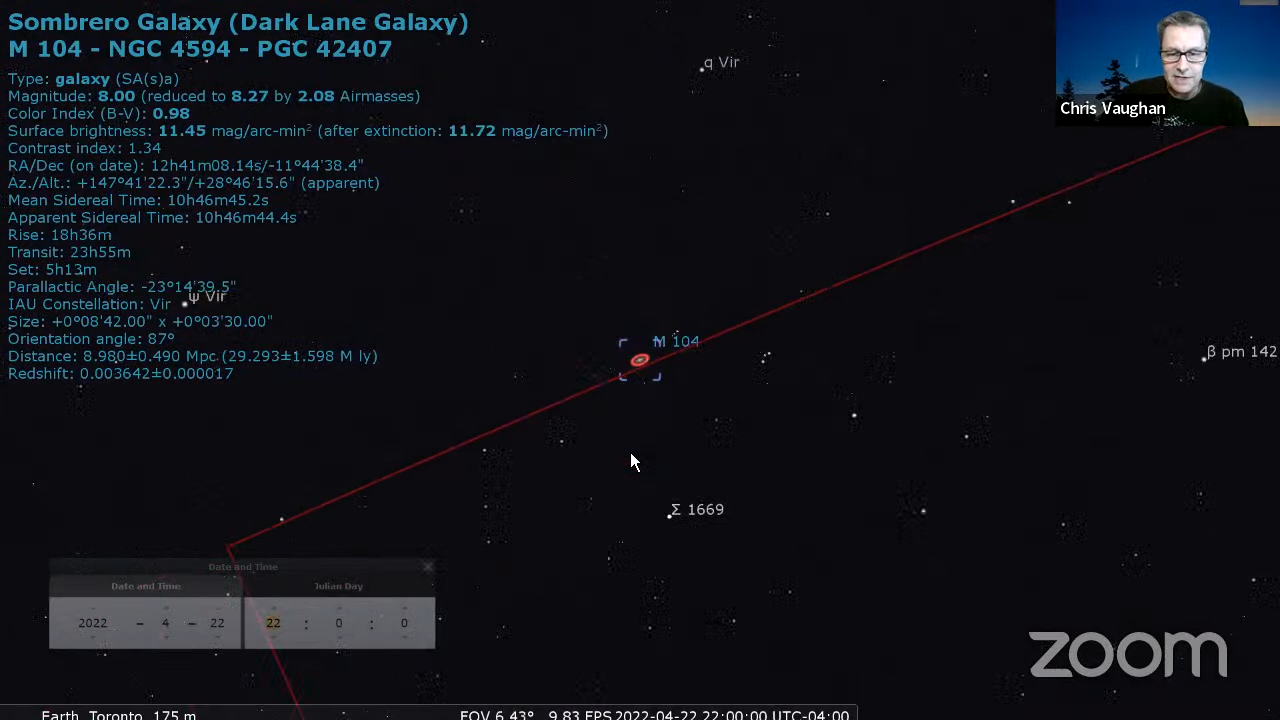 Sombrero Galaxy (Dark Lane Galaxy)
M 104 - NGC 4594 - PGC 42407
Type: galaxy (SA(s)a)
Magnitude: 8.00 (reduced to 8.27 by 2.08 Airmasses)
Color Index (B-V): 0.98
Surface brightness: 11.45 mag/arc-min² (after extinction: 11.72 mag/arc-min²)
Contrast index: 1.34
RA/Dec (on date): 12h41m08.14s/-11°44'38.4"
Az./Alt.: +147°41'22.3"/+28°46'15.6" (apparent)
Mean Sidereal Time: 10h46m45.2s
Apparent Sidereal Time: 10h46m44.4s
Rise: 18h36m
Transit: 23h55m
Set: 5h13m
Parallactic Angle: -23°14'39.5"
IAU Constellation: Vir
Size: +0°08'42.00" x +0°03'30.00"
Orientation angle: 87°
Distance: 8.980±0.490 Mpc (29.293±1.598 M ly)
Redshift: 0.003642±0.000017
q Vir
Chris Vaughan
ψ Vir
M 104
β pm 142
Σ 1669
Date and Time
Date and Time
Julian Day
2022 - 4 - 22
22 : 0 : 0
zoom
Earth, Toronto, 175 m
FOV 6.43° 9.83 FPS 2022-04-22 22:00:00 UTC-04:00